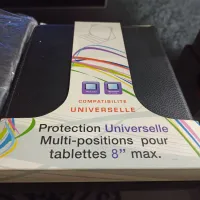 COMPATIBILITÉ
UNIVERSELLE
Protection Universelle
Multi-positions pour
tablettes 8" max.